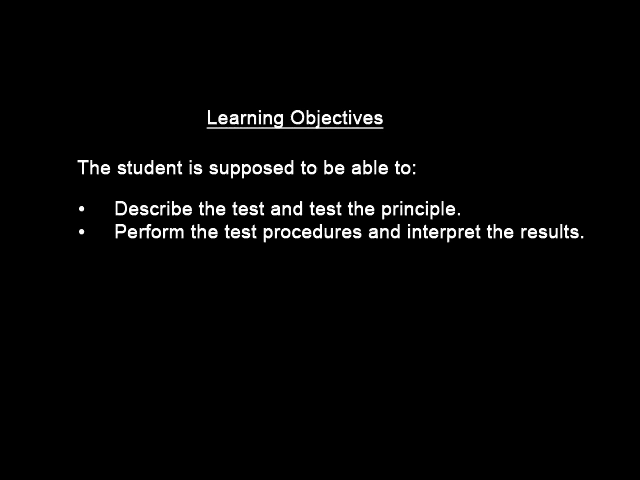 Learning Objectives
The student is supposed to be able to:
• Describe the test and test the principle.
• Perform the test procedures and interpret the results.